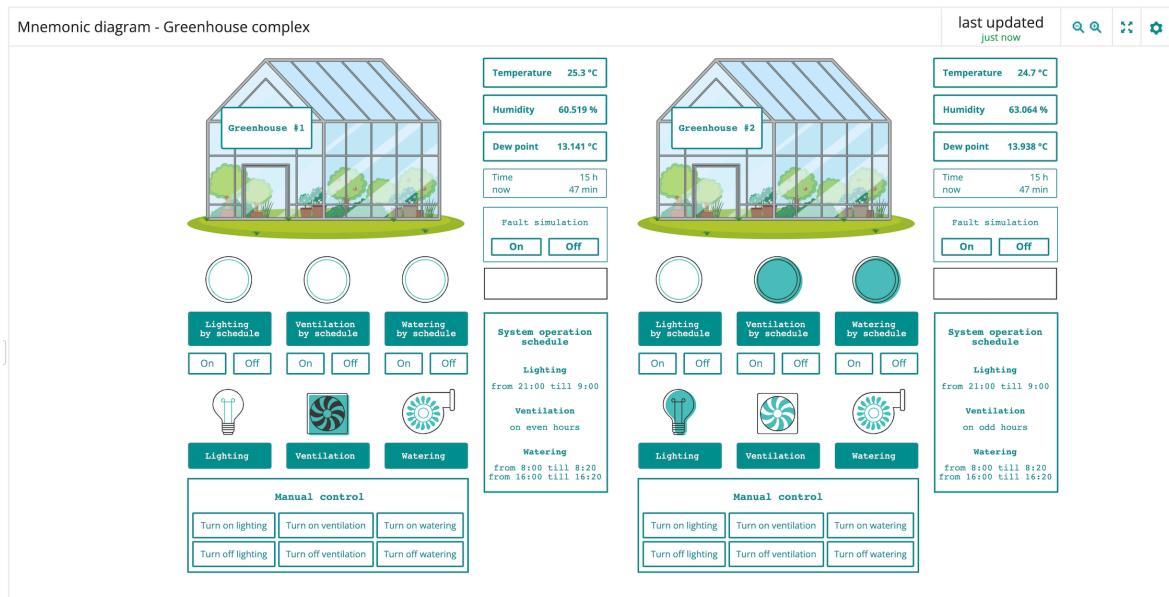 Mnemonic diagram - Greenhouse complex
last updated
just now
Greenhouse #1
Temperature 25.3 °C
Humidity 60.519 %
Dew point 13.141 °C
Time 15 h
now 47 min
Fault simulation
On Off
Lighting
by schedule
Ventilation
by schedule
Watering
by schedule
On Off
On Off
On Off
Lighting
Ventilation
Watering
System operation
schedule
Lighting
from 21:00 till 9:00
Ventilation
on even hours
Watering
from 8:00 till 8:20
from 16:00 till 16:20
Manual control
Turn on lighting Turn on ventilation Turn on watering
Turn off lighting Turn off ventilation Turn off watering
Greenhouse #2
Temperature 24.7 °C
Humidity 63.064 %
Dew point 13.938 °C
Time 15 h
now 47 min
Fault simulation
On Off
Lighting
by schedule
Ventilation
by schedule
Watering
by schedule
On Off
On Off
On Off
Lighting
Ventilation
Watering
System operation
schedule
Lighting
from 21:00 till 9:00
Ventilation
on odd hours
Watering
from 8:00 till 8:20
from 16:00 till 16:20
Manual control
Turn on lighting Turn on ventilation Turn on watering
Turn off lighting Turn off ventilation Turn off watering